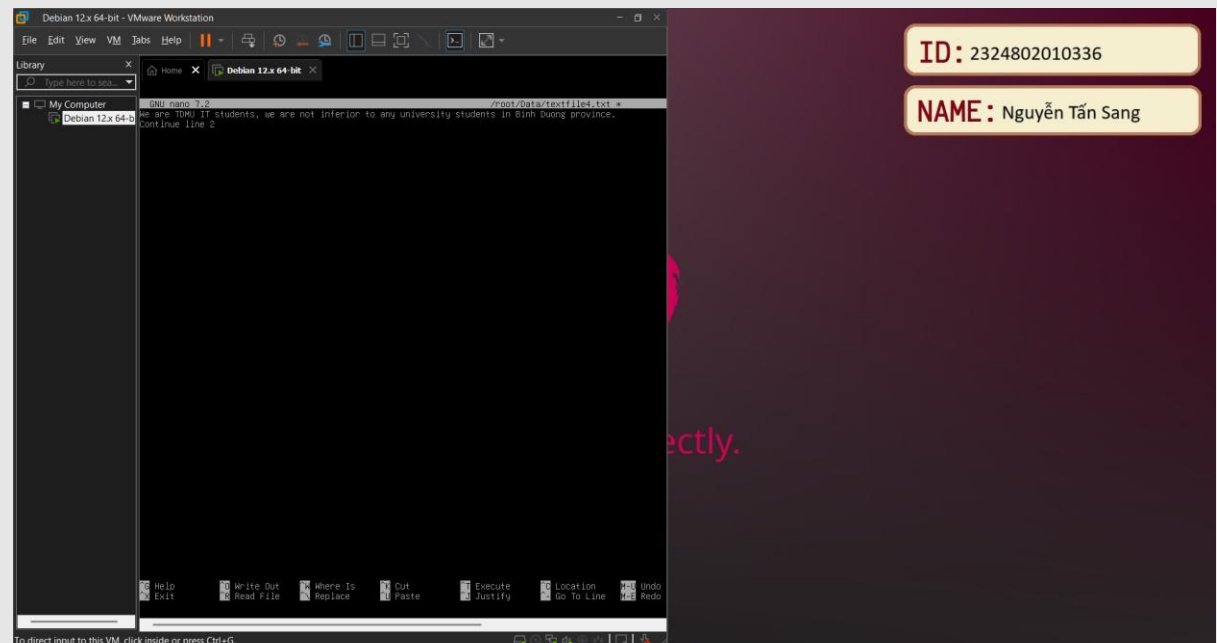 Debian 12.x 64-bit - VMware Workstation
File Edit View VM Tabs Help
Library
Type here to sea...
Home
Debian 12.x 64-bit
My Computer
Debian 12.x 64-b
GNU nano 7.2 /root/Data/textfile4.txt *
We are TDMU IT students, we are not inferior to any university students in Binh Duong province.
Continue line 2
^G Help ^O Write Out ^W Where Is ^K Cut ^T Execute ^C Location M-U Undo
^X Exit ^R Read File ^\ Replace ^U Paste ^J Justify ^_ Go To Line M-E Redo
To direct input to this VM, click inside or press Ctrl+G.
ID: 2324802010336
NAME: Nguyễn Tấn Sang
ectly.